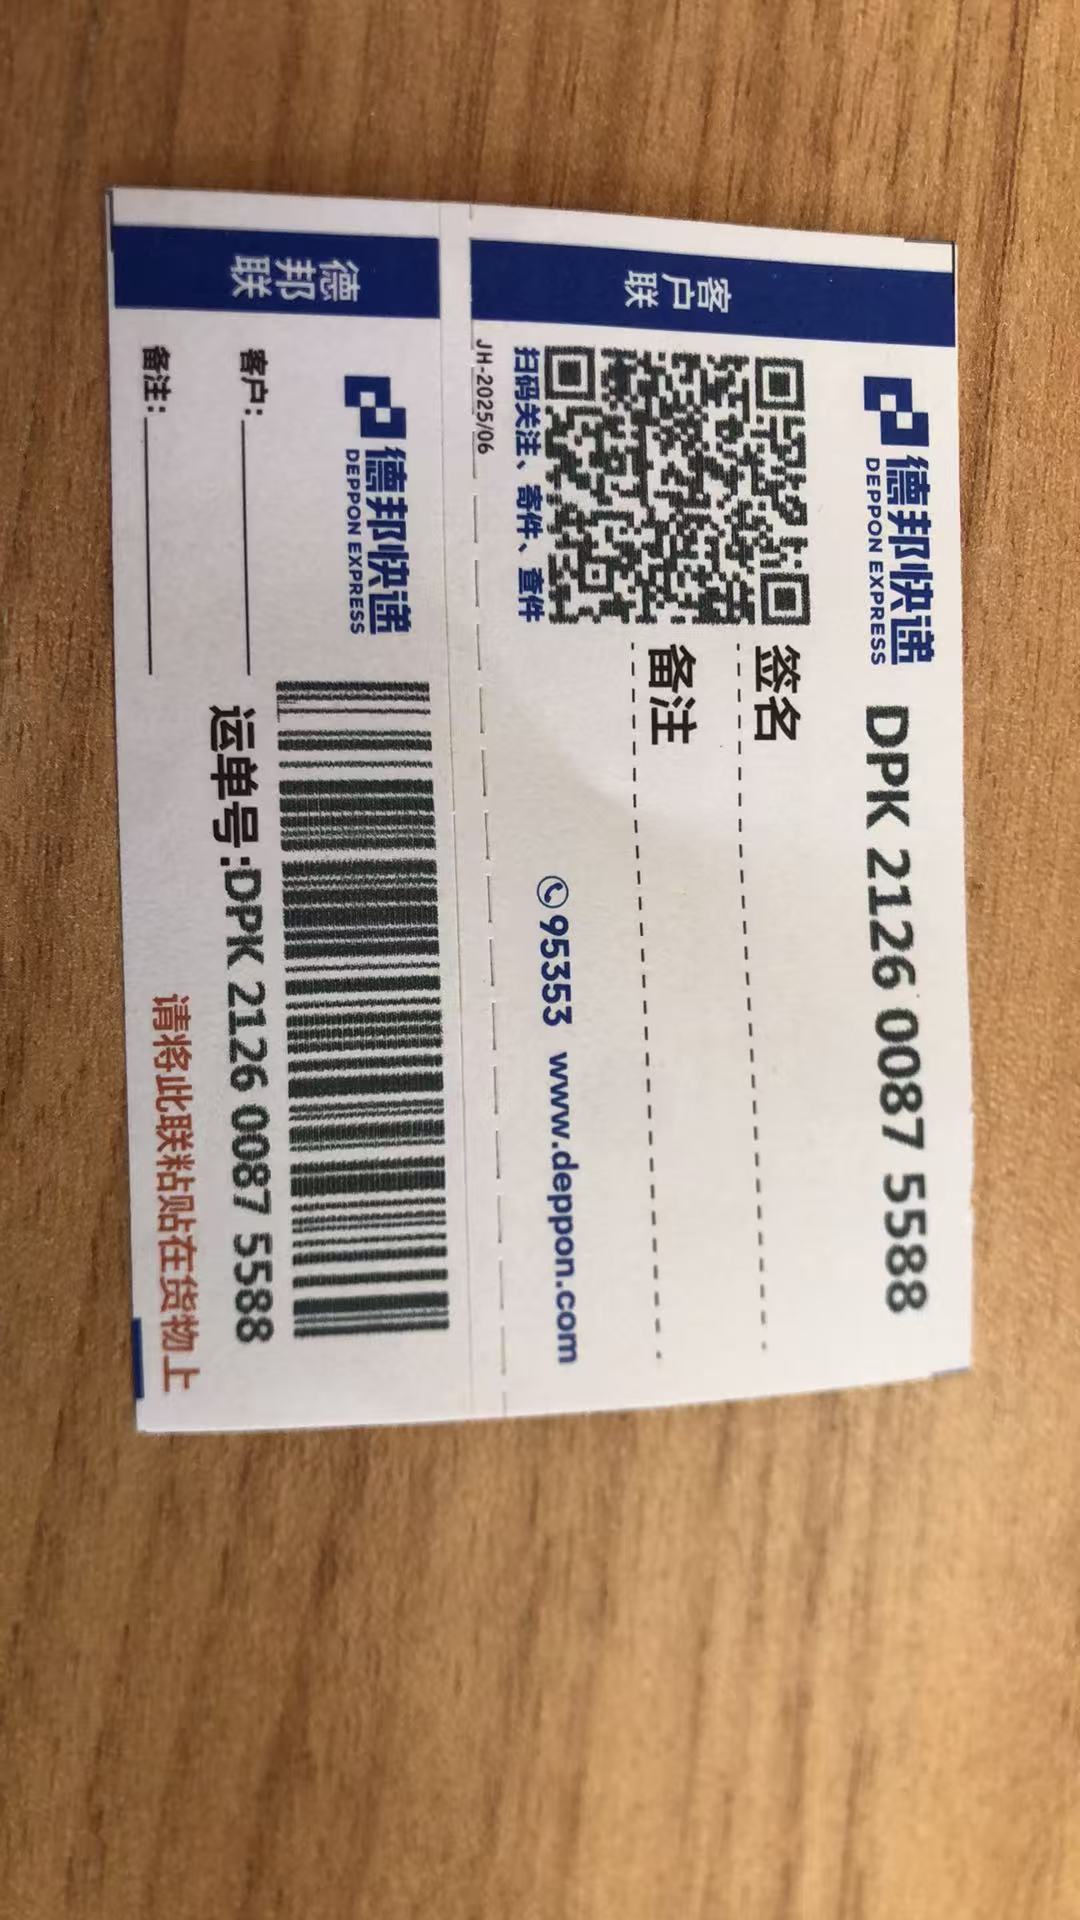 客户联
德邦快递 DPK 2126 0087 5588
DEPPON EXPRESS
签名
备注
扫码关注、寄件、查件
95353 www.deppon.com
JH-2025/06
德邦联
德邦快递
DEPPON EXPRESS
客户:
运单号:DPK 2126 0087 5588
备注:
请将此联粘贴在货物上